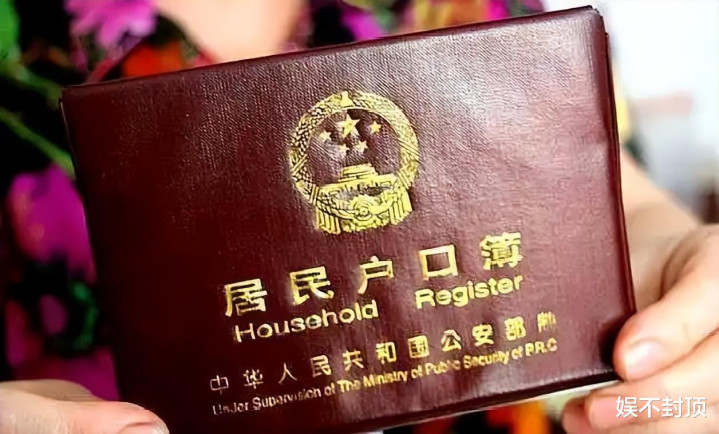 居民户口簿
Household Register
中华人民共和国公安部制
Under Supervision of The Ministry of Public Security of P.R.C
娱不封顶